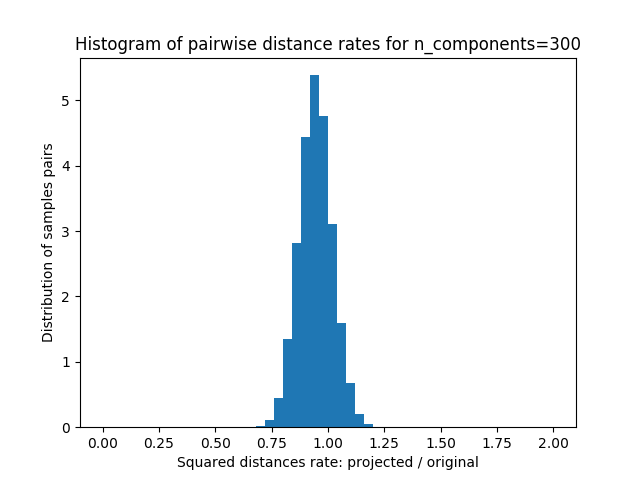 Histogram of pairwise distance rates for n_components=300
5
4
3
2
1
0
Distribution of samples pairs
0.00 0.25 0.50 0.75 1.00 1.25 1.50 1.75 2.00
Squared distances rate: projected / original